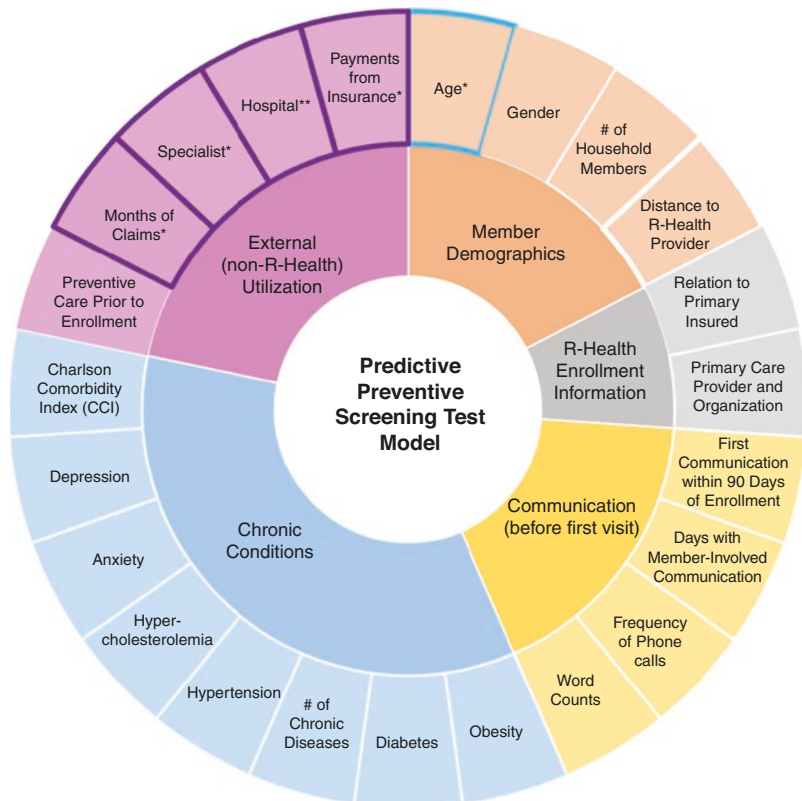 Predictive
Preventive
Screening Test
Model
Member
Demographics
Age*
Gender
# of
Household
Members
Distance to
R-Health
Provider
R-Health
Enrollment
Information
Relation to
Primary
Insured
Primary Care
Provider and
Organization
Communication
(before first visit)
First
Communication
within 90 Days
of Enrollment
Days with
Member-Involved
Communication
Frequency
of Phone
calls
Word
Counts
Chronic
Conditions
Obesity
Diabetes
# of
Chronic
Diseases
Hypertension
Hyper-
cholesterolemia
Anxiety
Depression
Charlson
Comorbidity
Index (CCI)
External
(non-R-Health)
Utilization
Preventive
Care Prior to
Enrollment
Months of
Claims*
Specialist*
Hospital**
Payments
from
Insurance*